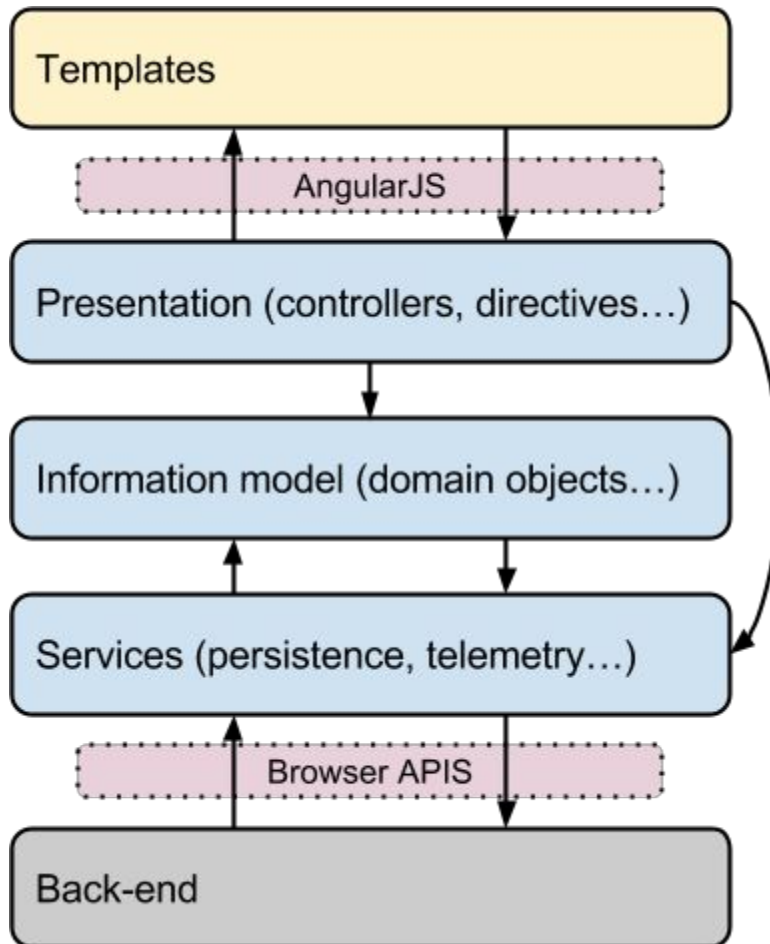 Templates
AngularJS
Presentation (controllers, directives…)
Information model (domain objects…)
Services (persistence, telemetry…)
Browser APIS
Back-end